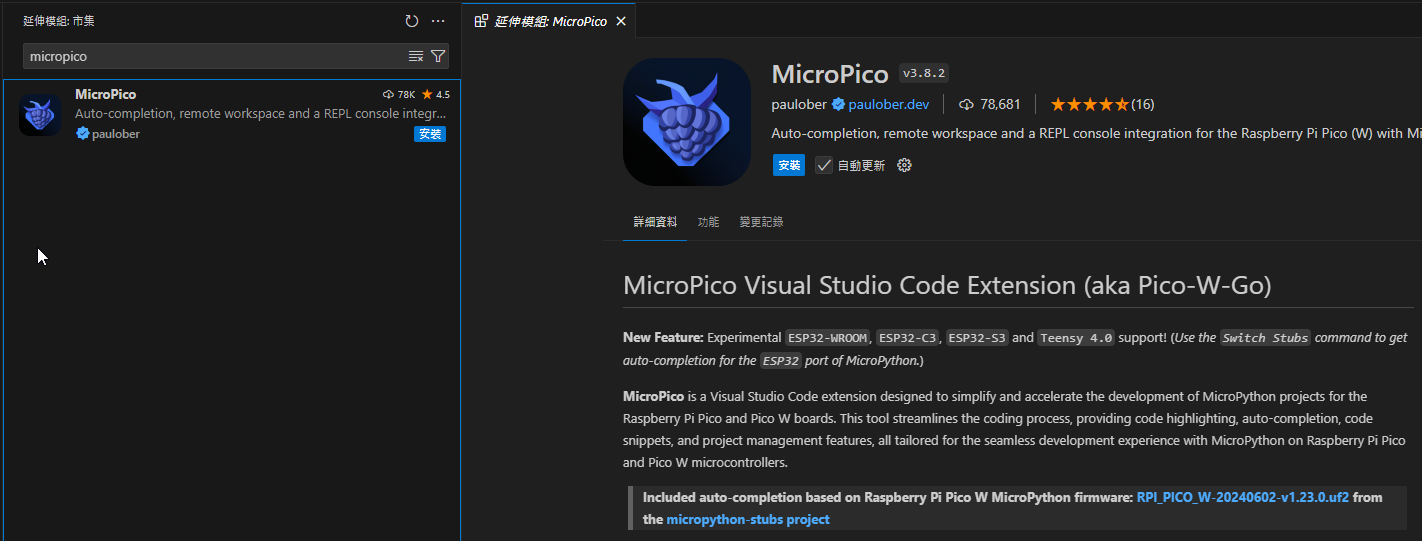 延伸模組: 市集
micropico
MicroPico
78K
4.5
Auto-completion, remote workspace and a REPL console integr...
paulober
安裝
延伸模組: MicroPico
MicroPico
v3.8.2
paulober
paulober.dev
78,681
(16)
Auto-completion, remote workspace and a REPL console integration for the Raspberry Pi Pico (W) with Mi
安裝
自動更新
詳細資料
功能
變更記錄
MicroPico Visual Studio Code Extension (aka Pico-W-Go)
New Feature: Experimental ESP32-WROOM, ESP32-C3, ESP32-S3 and Teensy 4.0 support! (Use the Switch Stubs command to get
auto-completion for the ESP32 port of MicroPython.)
MicroPico is a Visual Studio Code extension designed to simplify and accelerate the development of MicroPython projects for the
Raspberry Pi Pico and Pico W boards. This tool streamlines the coding process, providing code highlighting, auto-completion, code
snippets, and project management features, all tailored for the seamless development experience with MicroPython on Raspberry Pi Pico
and Pico W microcontrollers.
Included auto-completion based on Raspberry Pi Pico W MicroPython firmware: RPI_PICO_W-20240602-v1.23.0.uf2 from
the micropython-stubs project